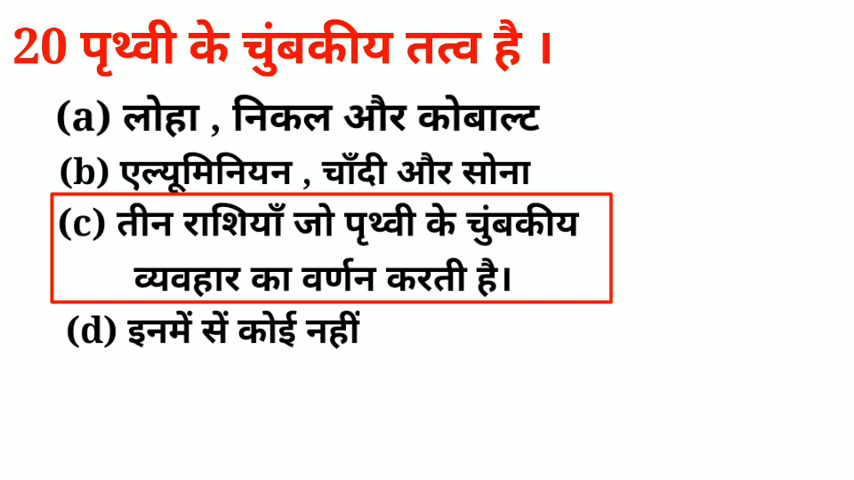 20 पृथ्वी के चुंबकीय तत्व है ।
(a) लोहा , निकल और कोबाल्ट
(b) एल्यूमिनियन , चाँदी और सोना
(c) तीन राशियाँ जो पृथ्वी के चुंबकीय
व्यवहार का वर्णन करती है।
(d) इनमें सें कोई नहीं